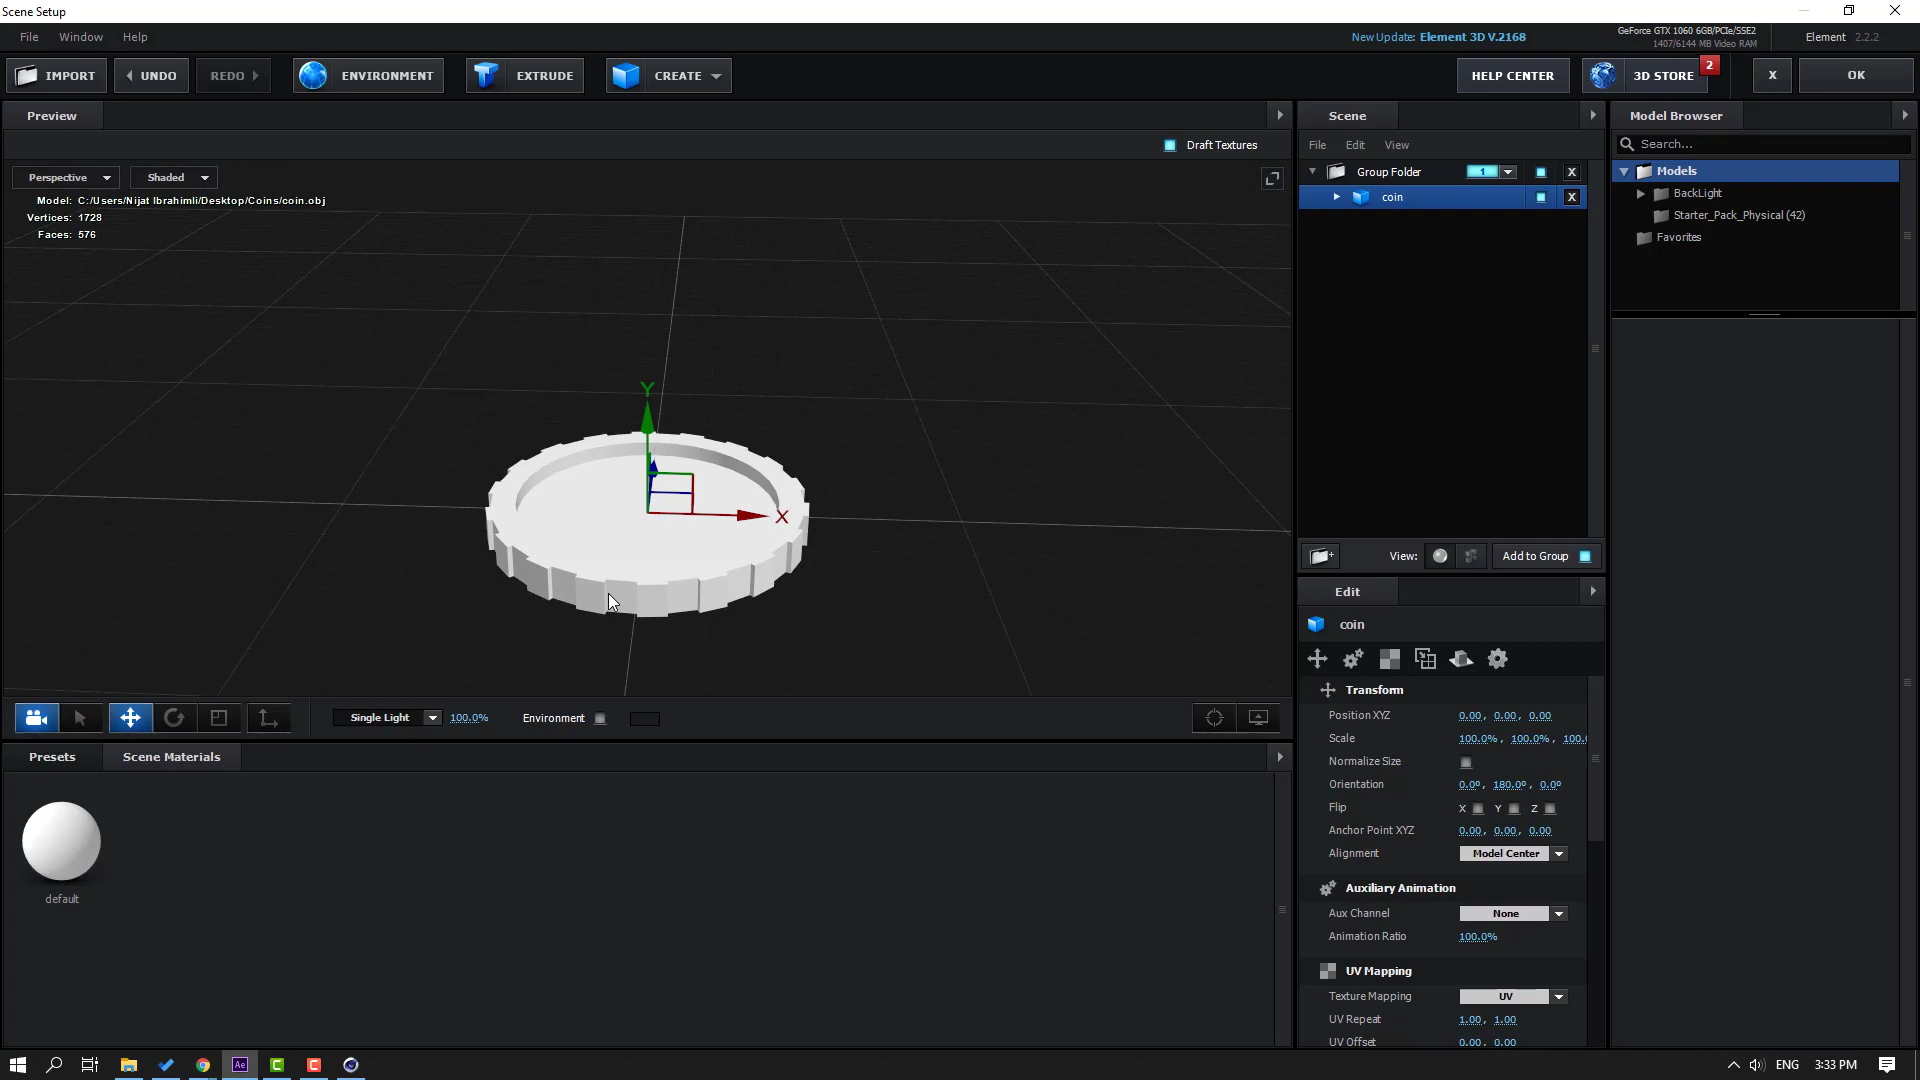 Scene Setup
File Window Help
New Update: Element 3D V.2168
GeForce GTX 1060 6GB/PCIe/SSE2
1407/6144 MB Video RAM
Element 2.2.2
IMPORT UNDO REDO ENVIRONMENT EXTRUDE CREATE HELP CENTER 3D STORE 2 X OK
Preview
Draft Textures
Perspective Shaded
Model: C:/Users/Nijat Ibrahimli/Desktop/Coins/coin.obj
Vertices: 1728
Faces: 576
Y
X
Single Light 100.0% Environment
Presets Scene Materials
default
Scene
File Edit View
Group Folder 1 X
coin X
View: Add to Group
Edit
coin
Transform
Position XYZ 0.00, 0.00, 0.00
Scale 100.0%, 100.0%, 100.
Normalize Size
Orientation 0.0º, 180.0º, 0.0º
Flip X Y Z
Anchor Point XYZ 0.00, 0.00, 0.00
Alignment Model Center
Auxiliary Animation
Aux Channel None
Animation Ratio 100.0%
UV Mapping
Texture Mapping UV
UV Repeat 1.00, 1.00
UV Offset 0.00, 0.00
Model Browser
Search...
Models
BackLight
Starter_Pack_Physical (42)
Favorites
Ae C C ENG 3:33 PM